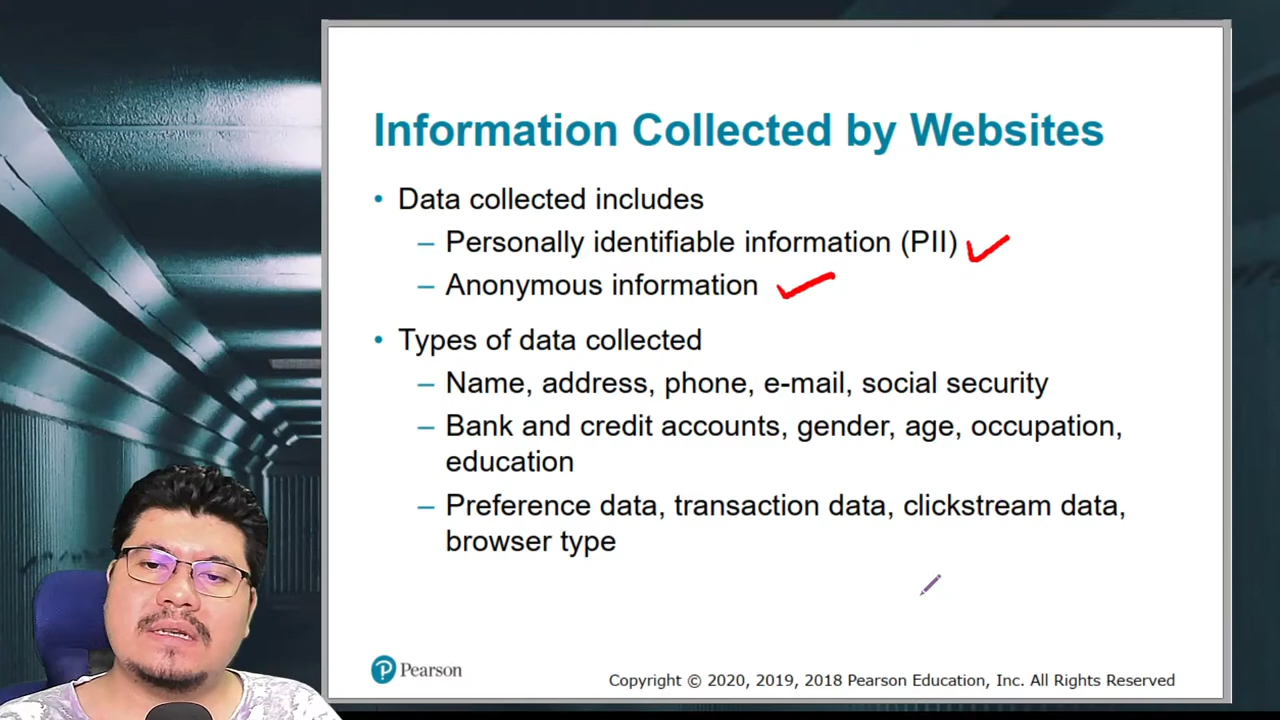 Information Collected by Websites
• Data collected includes
– Personally identifiable information (PII)
– Anonymous information
• Types of data collected
– Name, address, phone, e-mail, social security
– Bank and credit accounts, gender, age, occupation,
education
– Preference data, transaction data, clickstream data,
browser type
P Pearson
Copyright © 2020, 2019, 2018 Pearson Education, Inc. All Rights Reserved